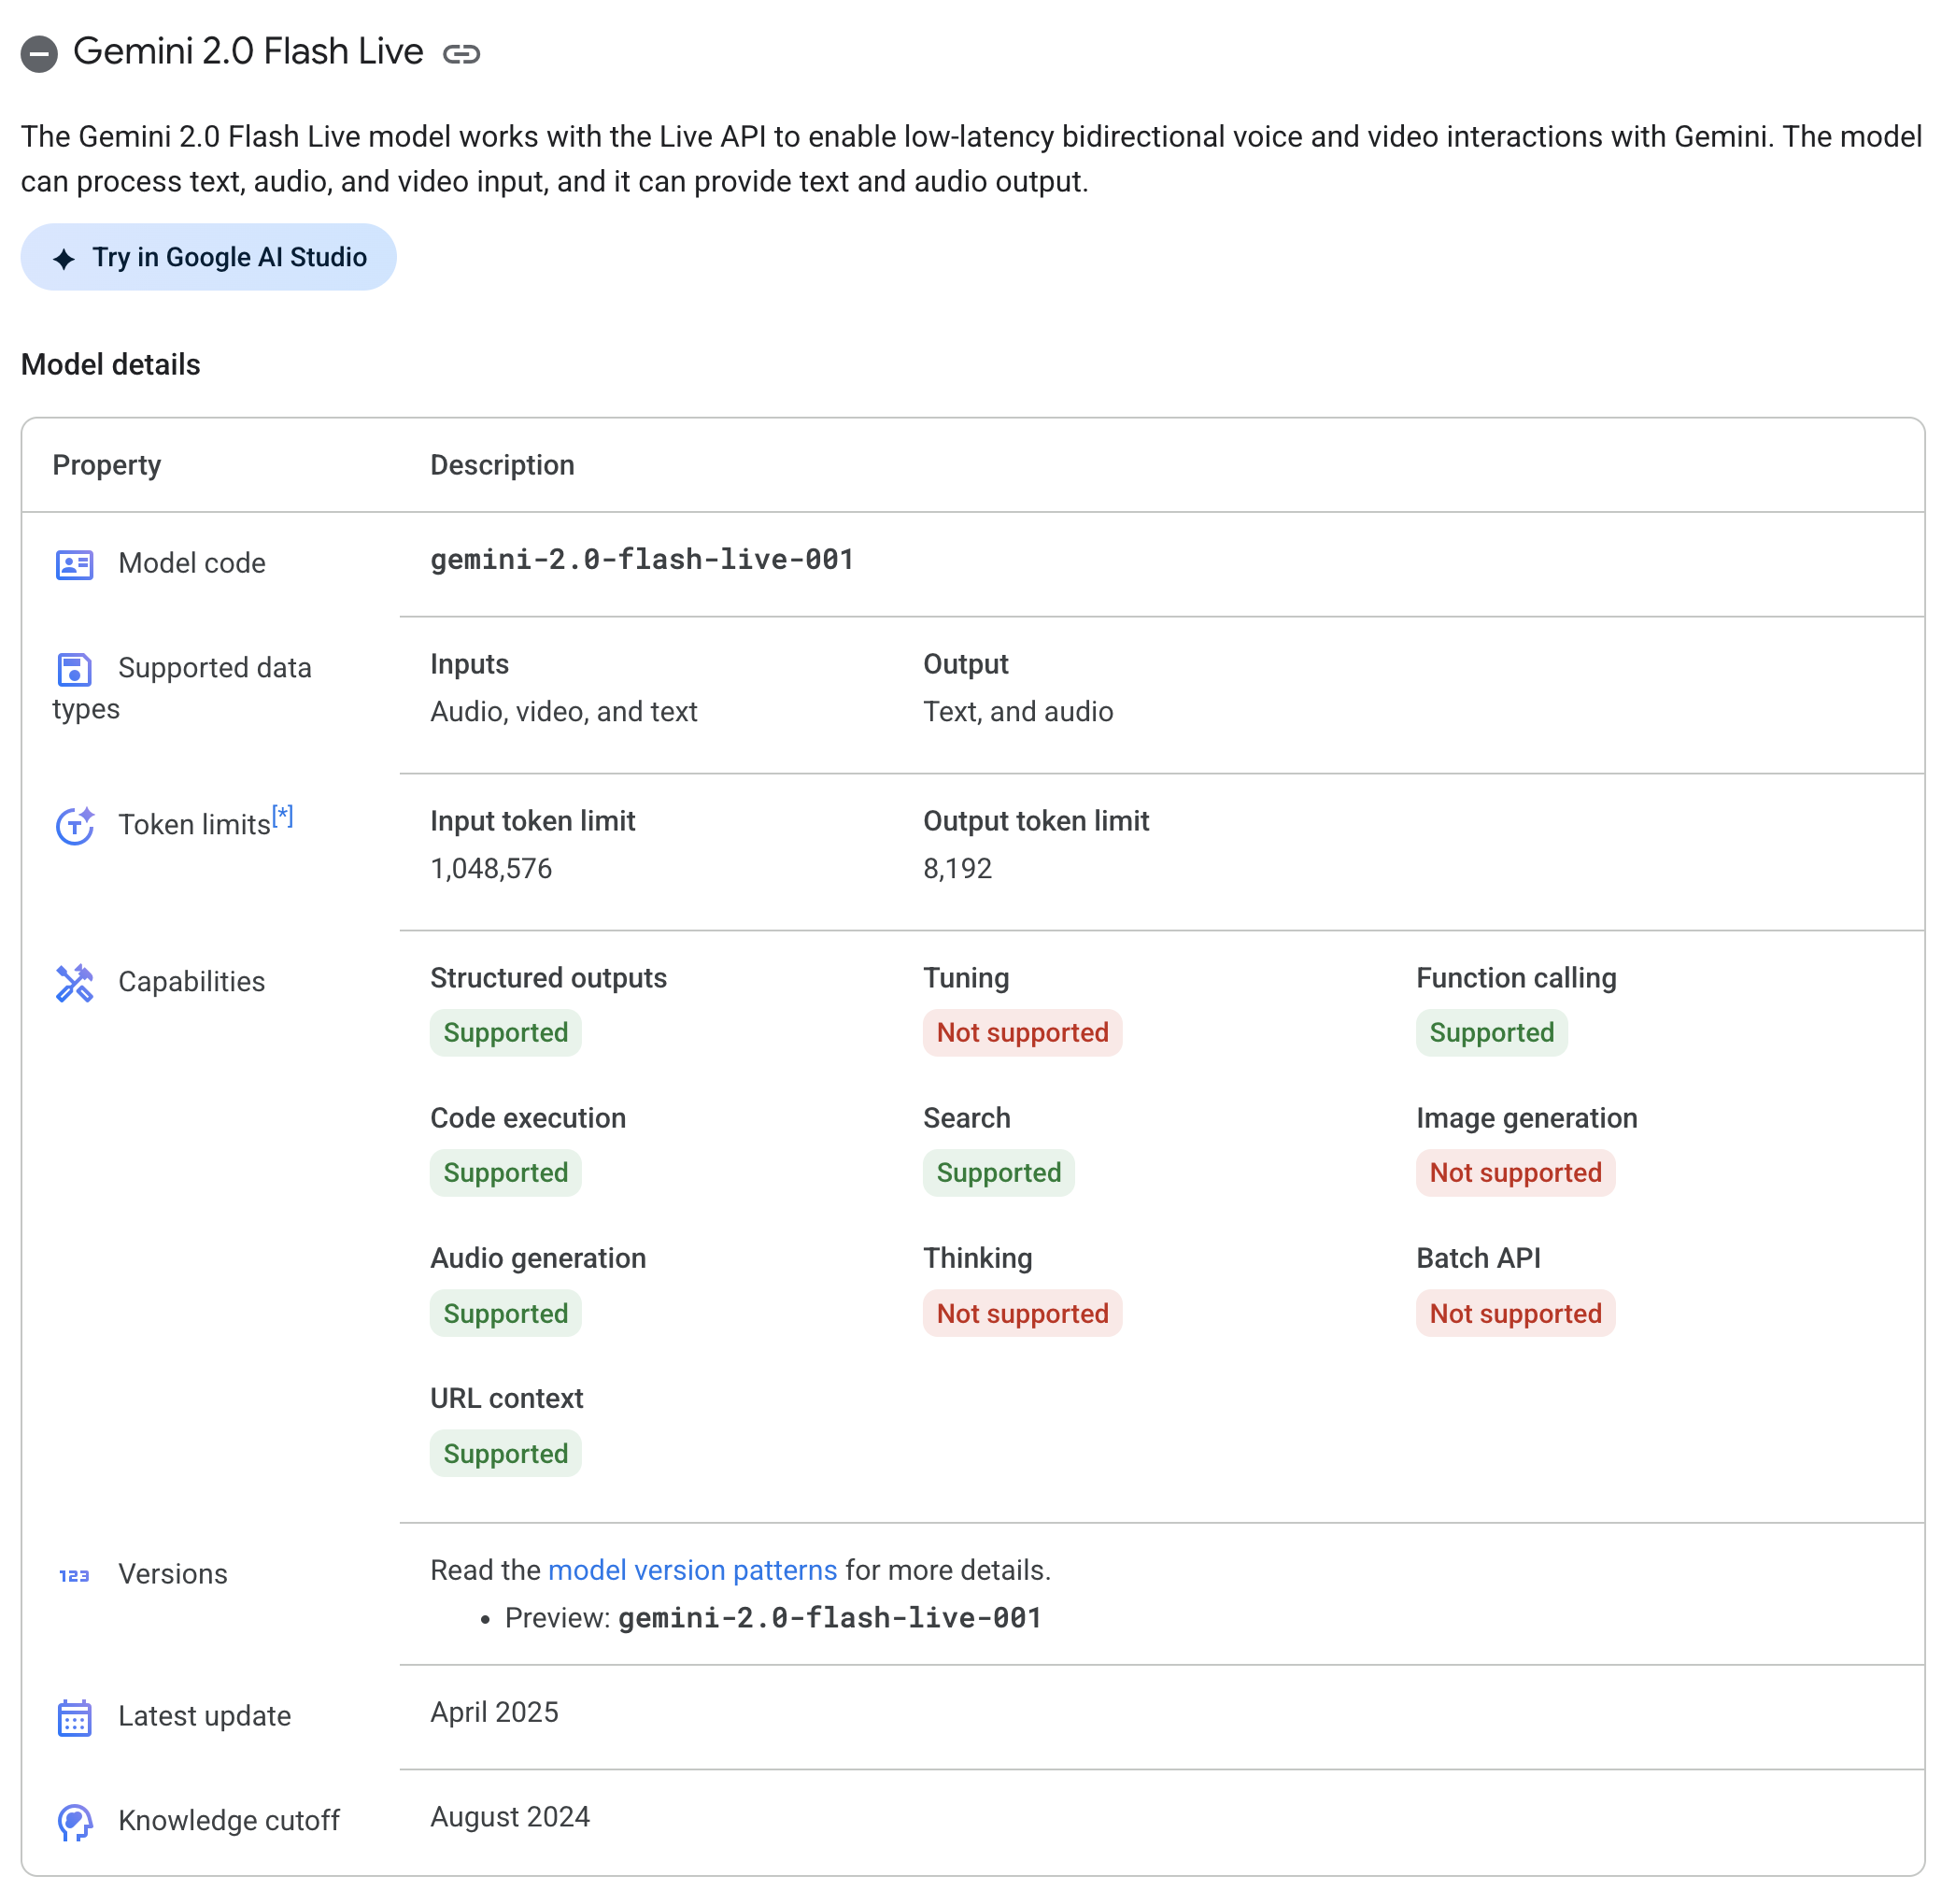 Gemini 2.0 Flash Live
The Gemini 2.0 Flash Live model works with the Live API to enable low-latency bidirectional voice and video interactions with Gemini. The model
can process text, audio, and video input, and it can provide text and audio output.
Try in Google AI Studio
Model details
Property Description
Model code gemini-2.0-flash-live-001
Supported data
types
Inputs Output
Audio, video, and text Text, and audio
Token limits[*]
Input token limit Output token limit
1,048,576 8,192
Capabilities
Structured outputs Tuning Function calling
Supported Not supported Supported
Code execution Search Image generation
Supported Supported Not supported
Audio generation Thinking Batch API
Supported Not supported Not supported
URL context
Supported
123 Versions
Read the model version patterns for more details.
• Preview: gemini-2.0-flash-live-001
Latest update April 2025
Knowledge cutoff August 2024